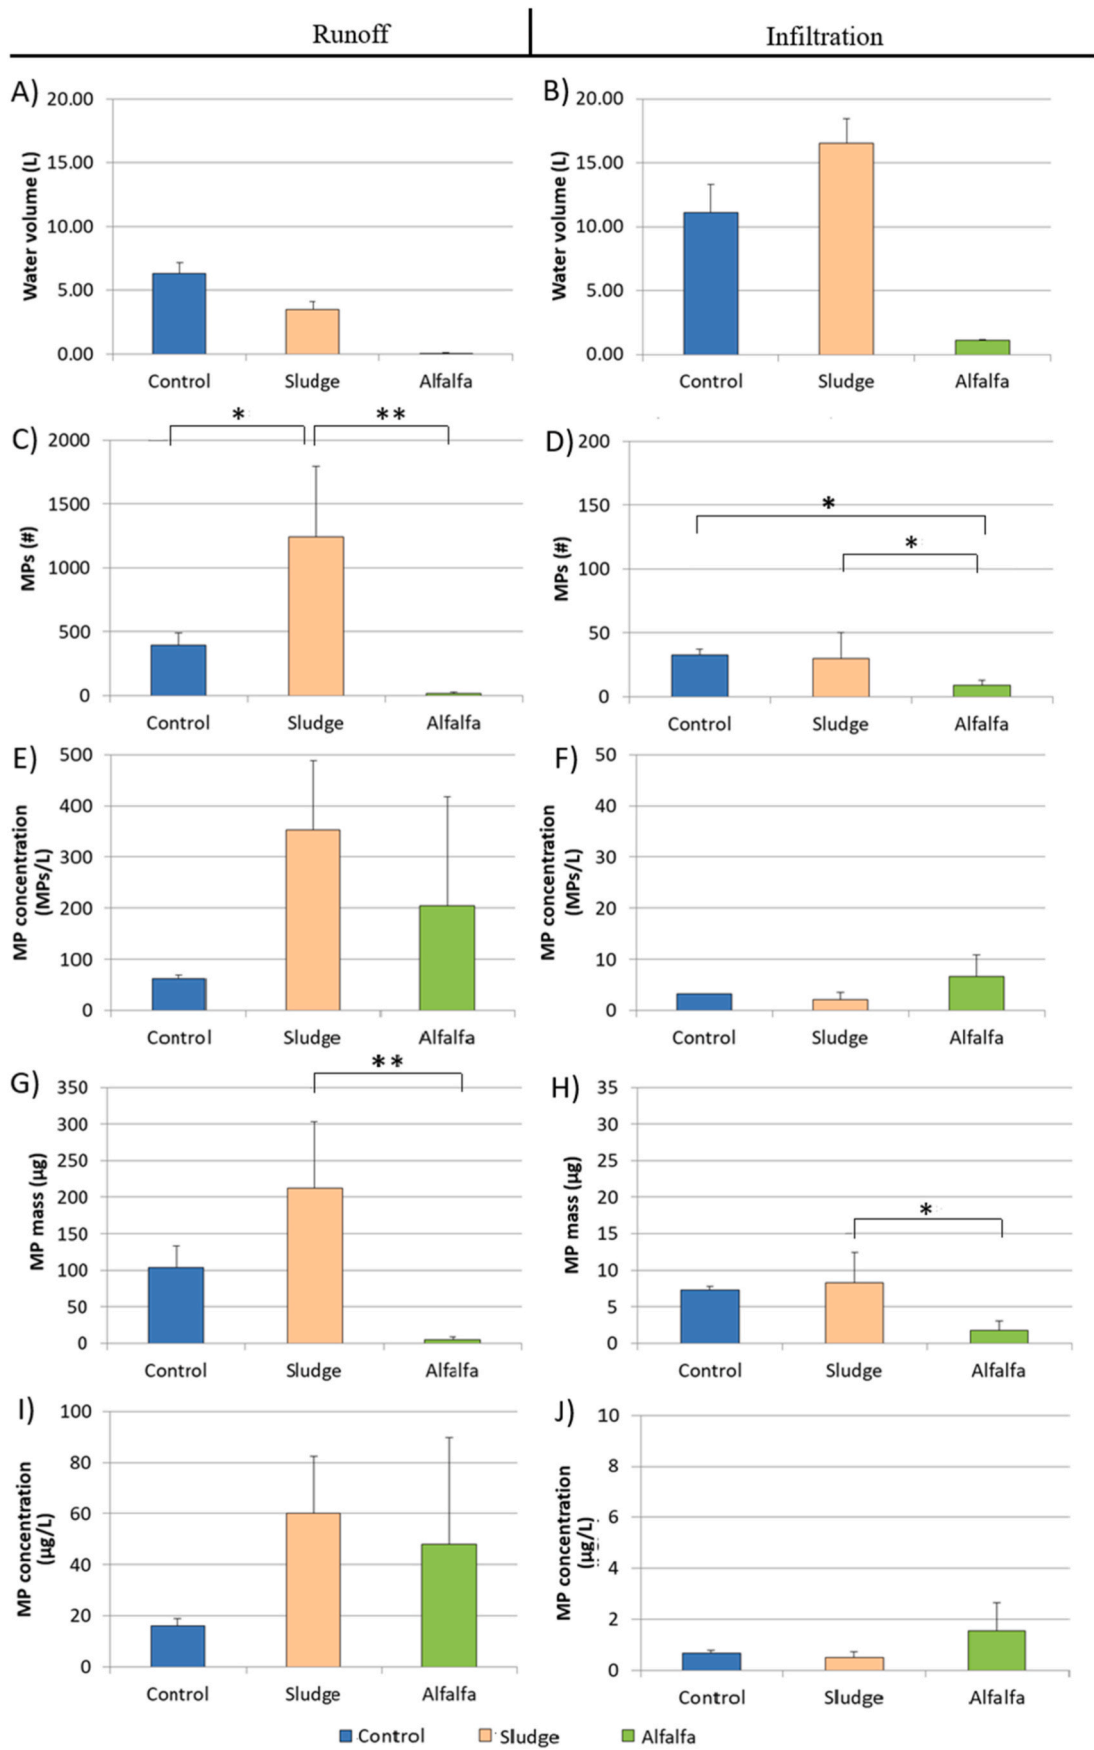 Runoff Infiltration
A) B)
Water volume (L)
20.00
15.00
10.00
5.00
0.00
Control Sludge Alfalfa
Water volume (L)
20.00
15.00
10.00
5.00
0.00
Control Sludge Alfalfa
C) * **
MPs (#)
2000
1500
1000
500
0
Control Sludge Alfalfa
D)
MPs (#)
200
150
100
50
0
*
*
Control Sludge Alfalfa
E)
MP concentration
(MPs/L)
500
400
300
200
100
0
Control Sludge Alfalfa
F)
MP concentration
(MPs/L)
50
40
30
20
10
0
Control Sludge Alfalfa
G) **
MP mass (µg)
350
300
250
200
150
100
50
0
Control Sludge Alfalfa
H)
MP mass (µg)
35
30
25
20
15
10
5
0
*
Control Sludge Alfalfa
I)
MP concentration
(µg/L)
100
80
60
40
20
0
Control Sludge Alfalfa
J)
MP concentration
(µg/L)
10
8
6
4
2
0
Control Sludge Alfalfa
Control Sludge Alfalfa